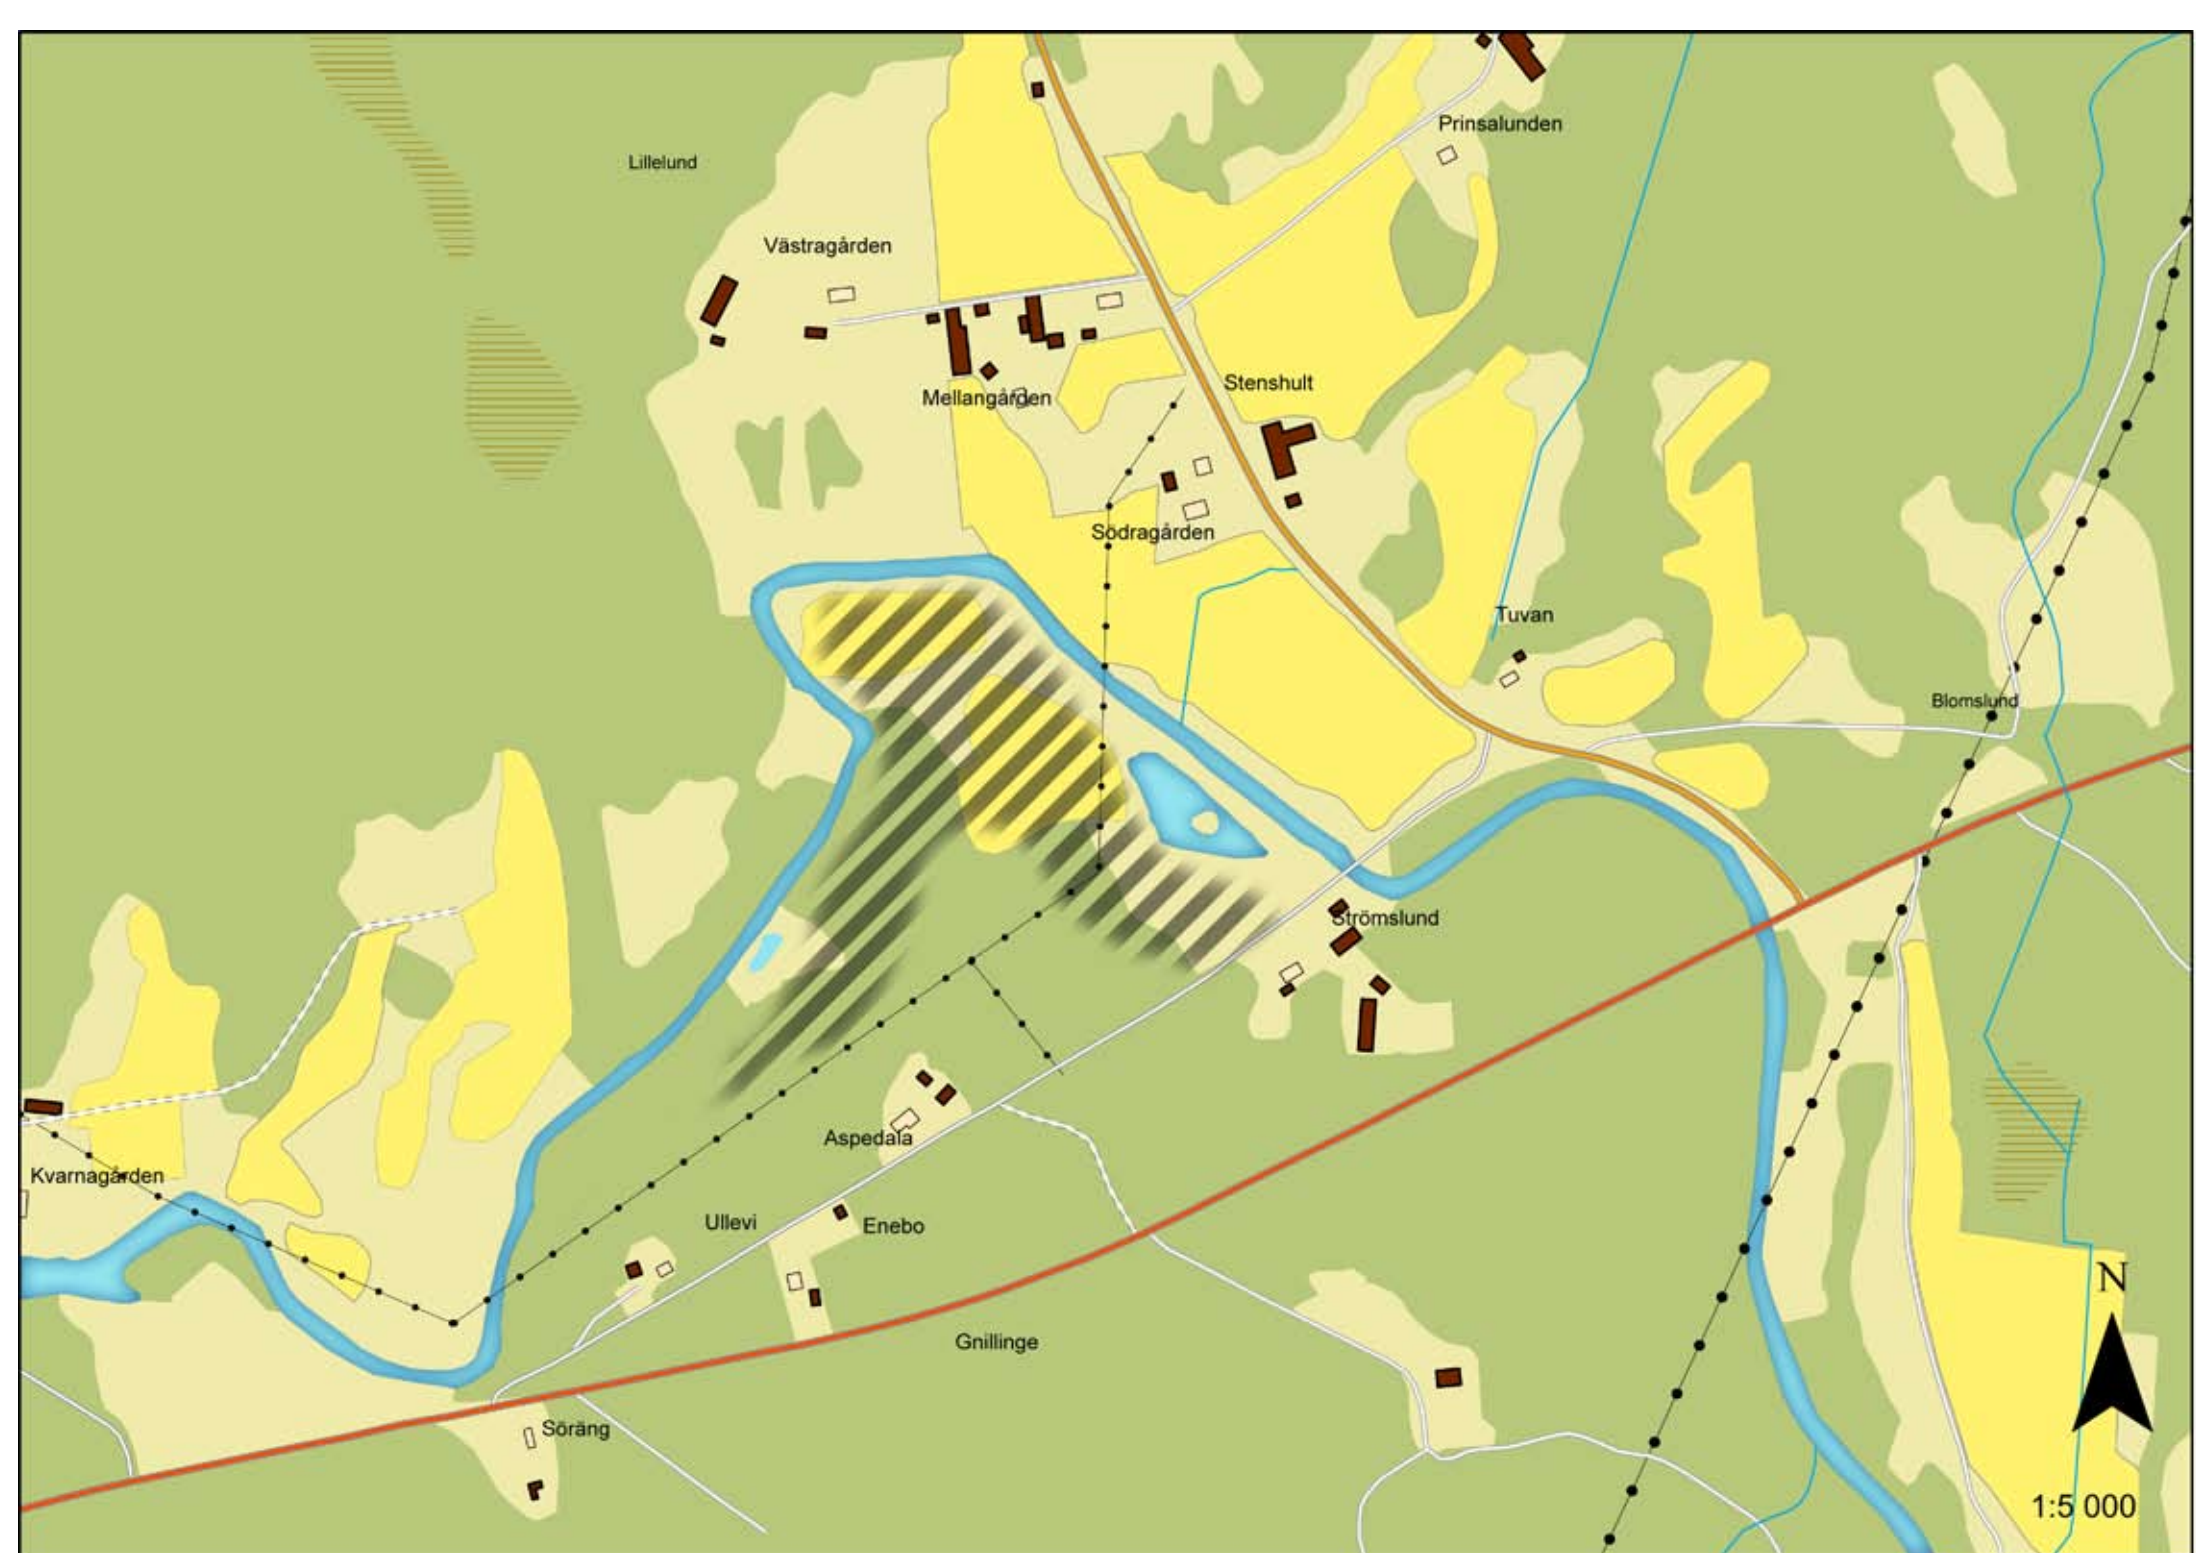 Prinsalunden
Lillelund
Västragården
Stenshult
Mellangården
Södragården
Tuvan
Blomslund
Strömslund
Aspedala
Kvarnagården
Ullevi
Enebo
N
Gnillinge
Söräng
1:5 000